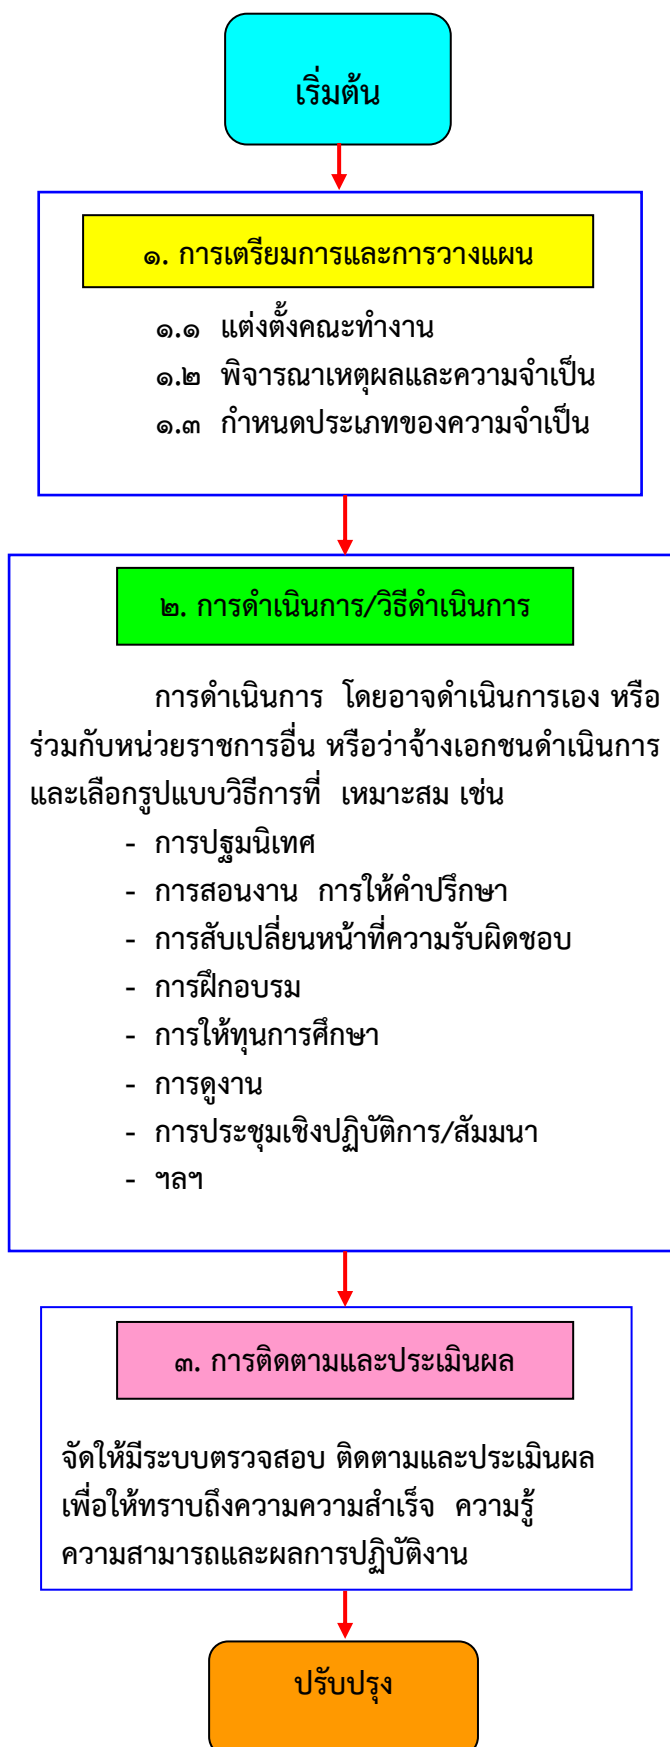 เริ่มต้น
๑. การเตรียมการและการวางแผน
๑.๑ แต่งตั้งคณะทำงาน
๑.๒ พิจารณาเหตุผลและความจำเป็น
๑.๓ กำหนดประเภทของความจำเป็น
๒. การดำเนินการ/วิธีดำเนินการ
การดำเนินการ โดยอาจดำเนินการเอง หรือ
ร่วมกับหน่วยราชการอื่น หรือว่าจ้างเอกชนดำเนินการ
และเลือกรูปแบบวิธีการที่ เหมาะสม เช่น
- การปฐมนิเทศ
- การสอนงาน การให้คำปรึกษา
- การสับเปลี่ยนหน้าที่ความรับผิดชอบ
- การฝึกอบรม
- การให้ทุนการศึกษา
- การดูงาน
- การประชุมเชิงปฏิบัติการ/สัมมนา
- ฯลฯ
๓. การติดตามและประเมินผล
จัดให้มีระบบตรวจสอบ ติดตามและประเมินผล
เพื่อให้ทราบถึงความความสำเร็จ ความรู้
ความสามารถและผลการปฏิบัติงาน
ปรับปรุง